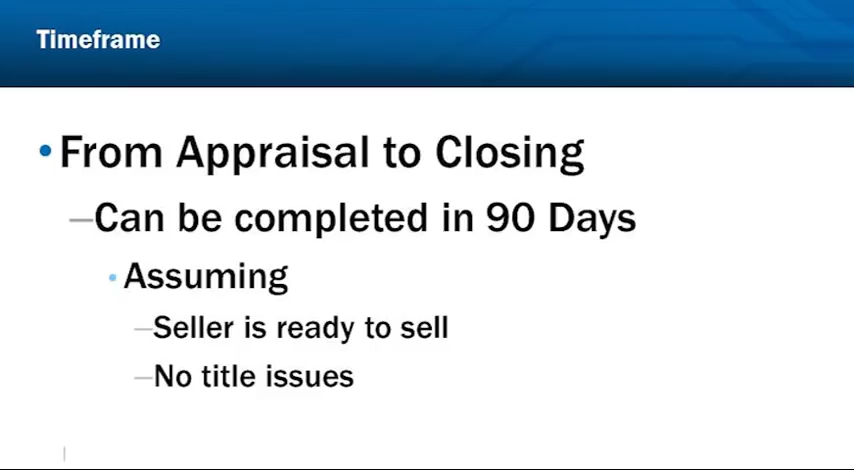 Timeframe
• From Appraisal to Closing
–Can be completed in 90 Days
• Assuming
–Seller is ready to sell
–No title issues